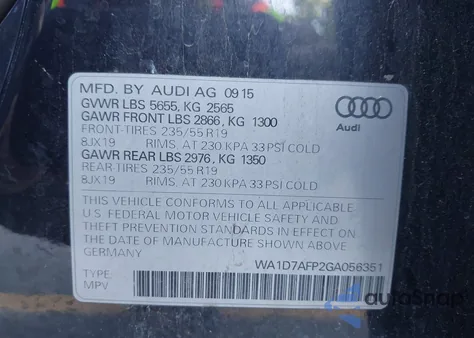 MFD. BY AUDI AG 09 15
GVWR LBS 5655, KG 2565
GAWR FRONT LBS 2866, KG 1300
FRONT-TIRES 235/55 R19
8JX19 RIMS, AT 230 KPA 33 PSI COLD
GAWR REAR LBS 2976, KG 1350
REAR-TIRES 235/55 R19
8JX19 RIMS, AT 230 KPA 33 PSI COLD
Audi
THIS VEHICLE CONFORMS TO ALL APPLICABLE
U.S. FEDERAL MOTOR VEHICLE SAFETY AND
THEFT PREVENTION STANDARDS IN EFFECT ON
THE DATE OF MANUFACTURE SHOWN ABOVE.
GERMANY
WA1D7AFP2GA056351
TYPE:
MPV
autoSnap